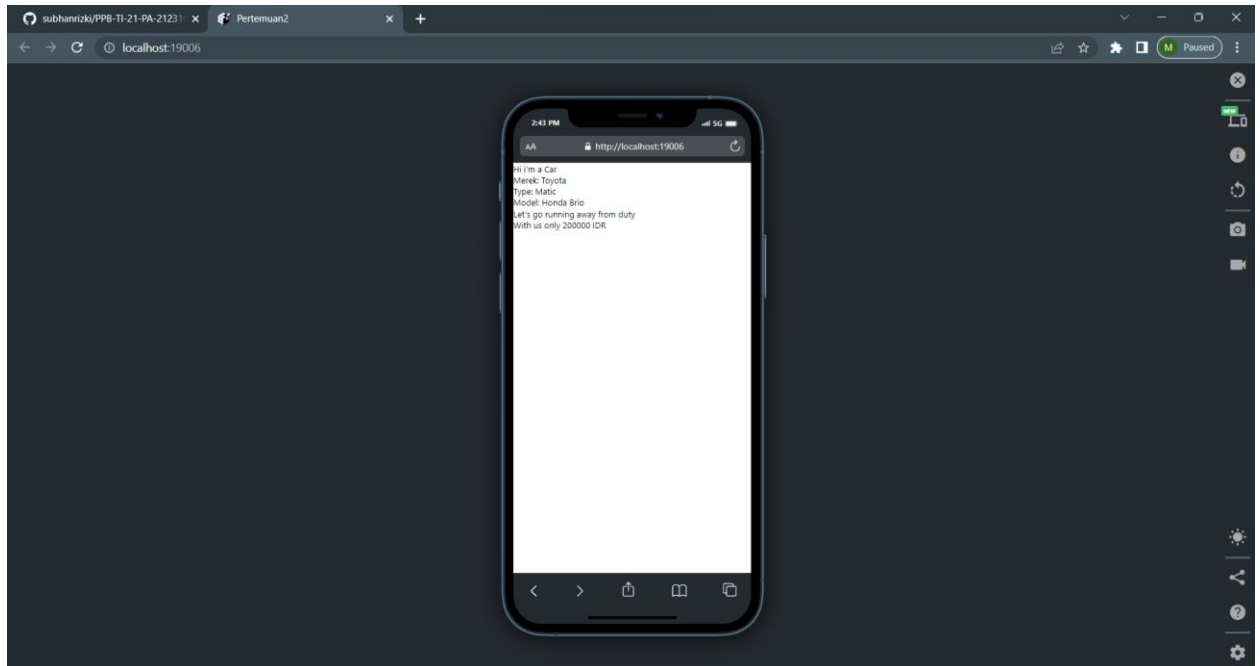 subhanrizki/PPB-TI-21-PA-21231
Pertemuan2
localhost:19006
M Paused
NEW
2:43 PM
5G
AA
http://localhost:19006
Hi i'm a Car
Merek: Toyota
Type: Matic
Model: Honda Brio
Let's go running away from duty
With us only 200000 IDR